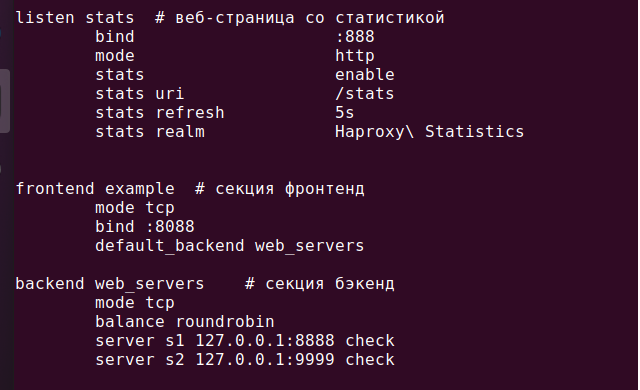 listen stats  # веб-страница со статистикой
        bind                    :888
        mode                    http
        stats                   enable
        stats uri               /stats
        stats refresh           5s
        stats realm             Haproxy\ Statistics
frontend example  # секция фронтенд
        mode tcp
        bind :8088
        default_backend web_servers
backend web_servers    # секция бэкенд
        mode tcp
        balance roundrobin
        server s1 127.0.0.1:8888 check
        server s2 127.0.0.1:9999 check